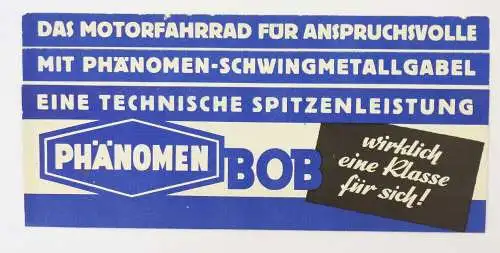 DAS MOTORFAHRRAD FÜR ANSPRUCHSVOLLE
MIT PHÄNOMEN-SCHWINGMETALLGABEL
EINE TECHNISCHE SPITZENLEISTUNG
PHÄNOMEN
BOB
wirklich
eine Klasse
für sich!